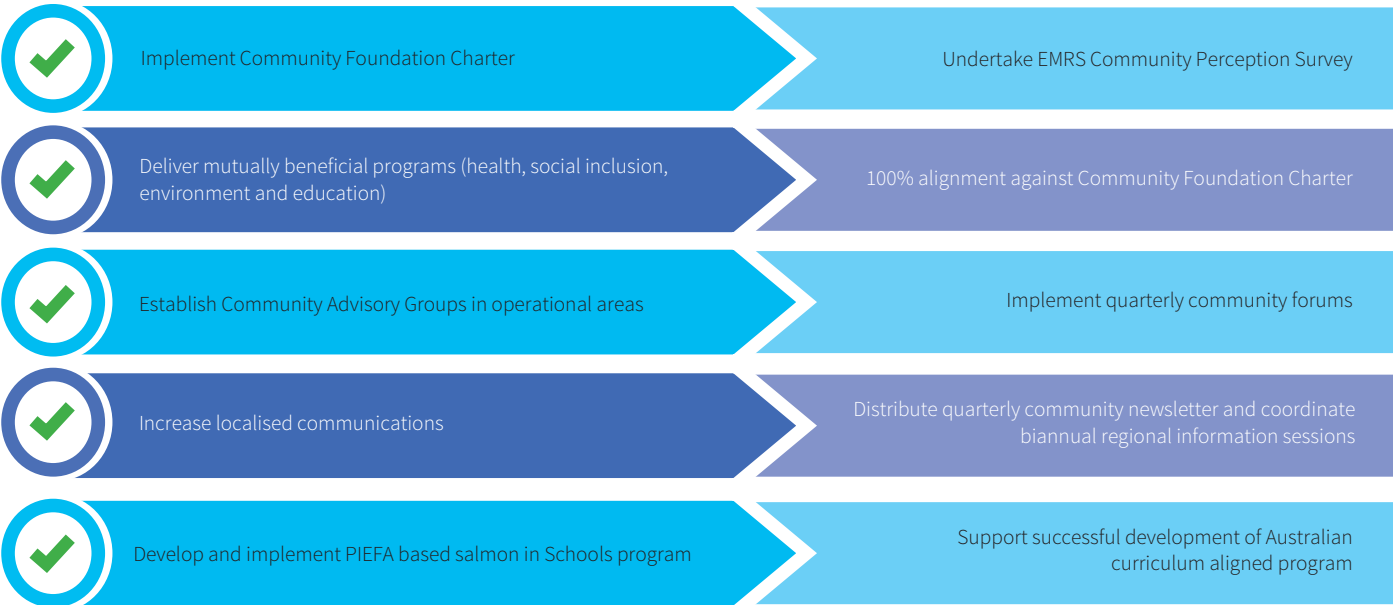 Implement Community Foundation Charter
Undertake EMRS Community Perception Survey
Deliver mutually beneficial programs (health, social inclusion,
environment and education)
100% alignment against Community Foundation Charter
Establish Community Advisory Groups in operational areas
Implement quarterly community forums
Increase localised communications
Distribute quarterly community newsletter and coordinate
biannual regional information sessions
Develop and implement PIEFA based salmon in Schools program
Support successful development of Australian
curriculum aligned program